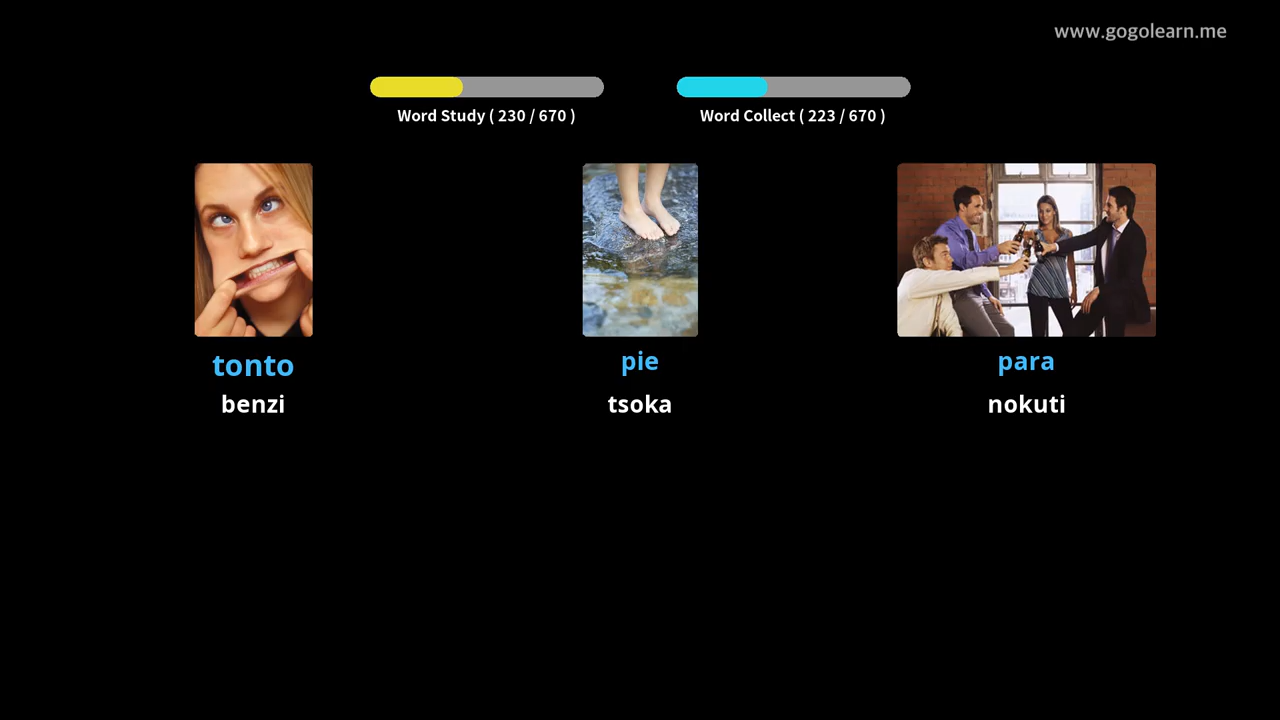 www.gogolearn.me
Word Study ( 230 / 670 )
Word Collect ( 223 / 670 )
tonto
pie
para
benzi
tsoka
nokuti